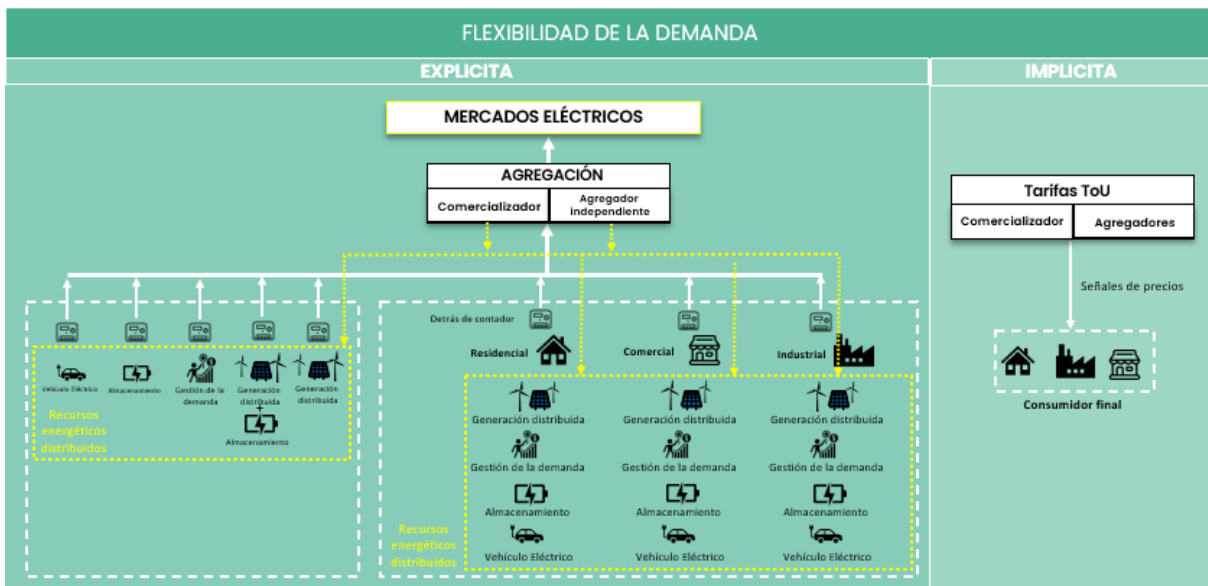 FLEXIBILIDAD DE LA DEMANDA
EXPLICITA
IMPLICITA
MERCADOS ELÉCTRICOS
AGREGACIÓN
Comercializador
Agregador
independiente
Tarifas ToU
Comercializador
Agregadores
Señales de precios
Consumidor final
Vehículo Eléctrico
Almacenamiento
Gestión de la
demanda
Generación
distribuida
+
Almacenamiento
Generación
distribuida
Recursos
energéticos
distribuidos
Detrás de contador
Residencial
Comercial
Industrial
Generación distribuida
Generación distribuida
Generación distribuida
Gestión de la demanda
Gestión de la demanda
Gestión de la demanda
Almacenamiento
Almacenamiento
Almacenamiento
Vehículo Eléctrico
Vehículo Eléctrico
Vehículo Eléctrico
Recursos
energéticos
distribuidos